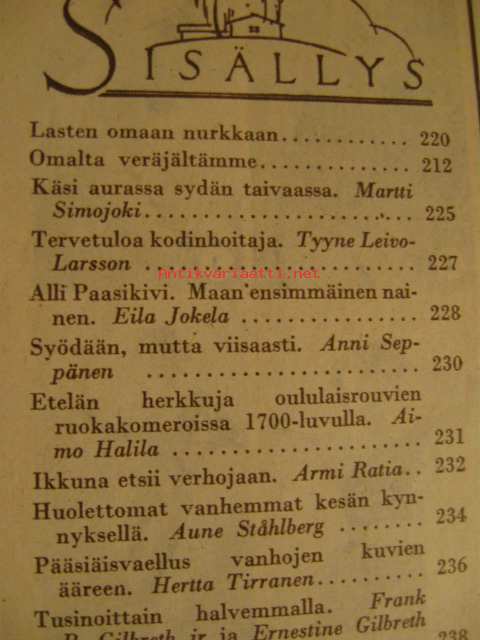 SISÄLLYS
Lasten omaan nurkkaan............ 220
Omalta veräjältämme.............. 212
Käsi aurassa sydän taivaassa. Martti
Simojoki......................... 225
Tervetuloa kodinhoitaja. Tyyne Leivo-
Larsson ......................... 227
antikvariaatti.net
Alli Paasikivi. Maan ensimmäinen nai-
nen. Eila Jokela ................ 228
Syödään, mutta viisaasti. Anni Sep-
pänen ........................... 230
Etelän herkkuja oululaisrouvien
ruokakomeroissa 1700-luvulla. Ai-
mo Halila ....................... 231
Ikkuna etsii verhojaan. Armi Ratia.. 232
Huolettomat vanhemmat kesän kyn-
nyksellä. Aune Ståhlberg ........ 234
Pääsiäisvaellus vanhojen kuvien
ääreen. Hertta Tirranen.......... 236
Tusinoittain halvemmalla. Frank
B. Gilbreth jr ja Ernestine Gilbreth
238